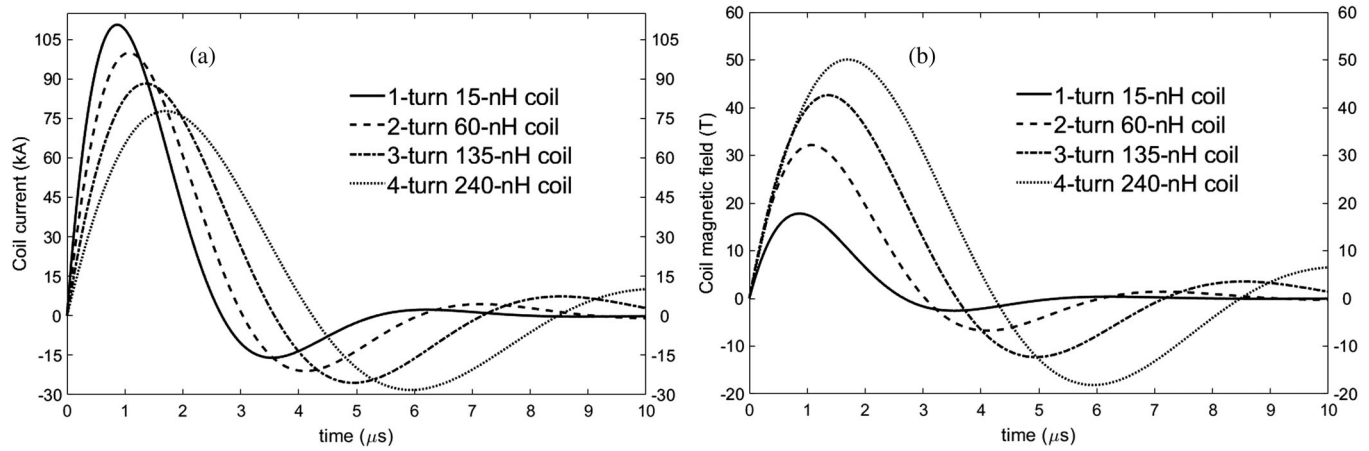 (a)
Coil current (kA)
105
90
75
60
45
30
15
0
-15
-30
105
90
75
60
45
30
15
0
-15
-30
1-turn 15-nH coil
2-turn 60-nH coil
3-turn 135-nH coil
4-turn 240-nH coil
0 1 2 3 4 5 6 7 8 9 10
time (μs)
(b)
Coil magnetic field (T)
60
50
40
30
20
10
0
-10
-20
60
50
40
30
20
10
0
-10
-20
1-turn 15-nH coil
2-turn 60-nH coil
3-turn 135-nH coil
4-turn 240-nH coil
0 1 2 3 4 5 6 7 8 9 10
time (μs)